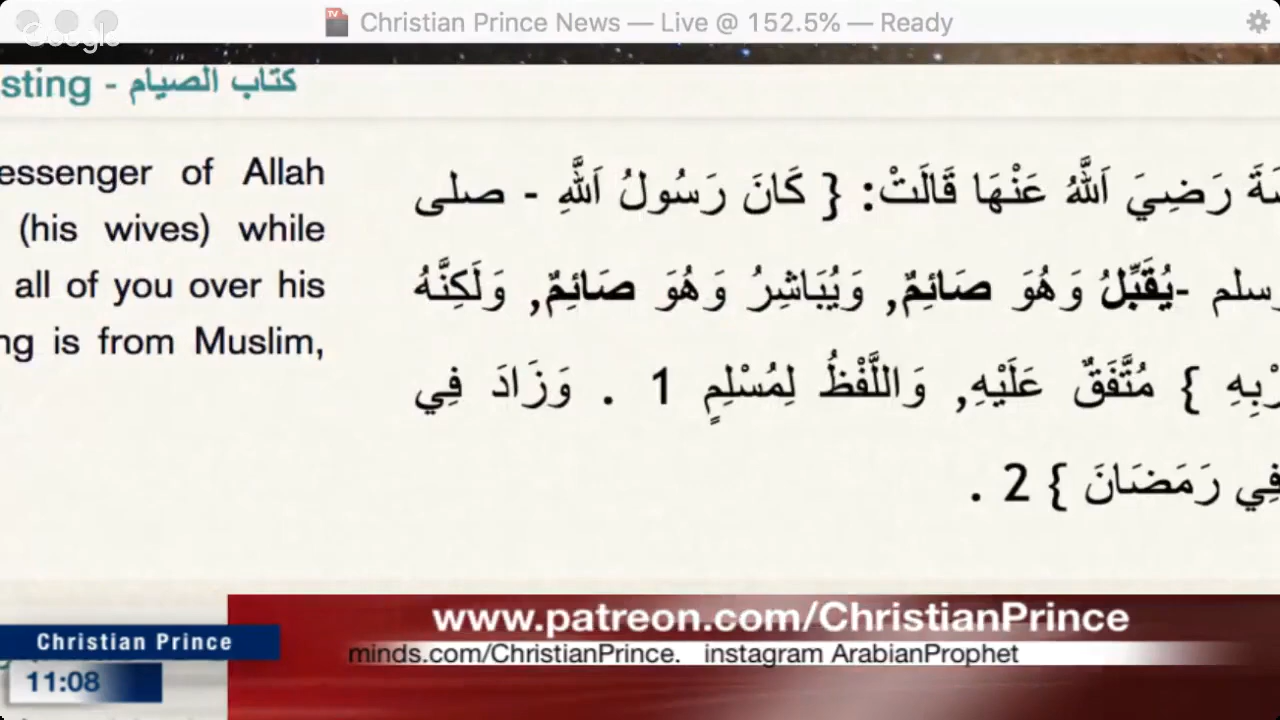 Christian Prince News — Live @ 152.5% — Ready
Google
sting - كتاب الصيام
essenger of Allah
(his wives) while
all of you over his
ng is from Muslim,
شَةَ رَضِيَ اَللَّهُ عَنْهَا قَالَتْ: { كَانَ رَسُولُ اَللَّهِ - صلى
وسلم -يُقَبِّلُ وَهُوَ صَائِمٌ, وَيُبَاشِرُ وَهُوَ صَائِمٌ, وَلَكِنَّهُ
رْبِهِ } مُتَّفَقٌ عَلَيْهِ, وَاللَّفْظُ لِمُسْلِمٍ 1 . وَزَادَ فِي
فِي رَمَضَانَ } 2 .
www.patreon.com/ChristianPrince
Christian Prince
minds.com/ChristianPrince. instagram ArabianProphet
11:08